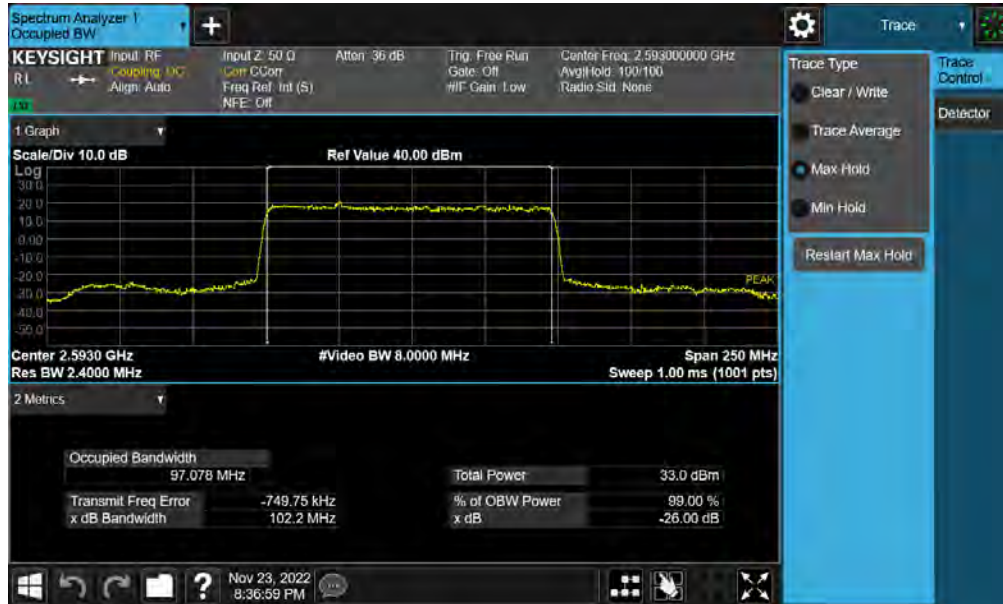 Spectrum Analyzer 1
Occupied BW
Trace
KEYSIGHT
Input: RF
Input Z: 50 Ω
Atten: 36 dB
Trig: Free Run
Center Freq: 2.593000000 GHz
R L
Coupling: DC
Corr CCorr
Gate: Off
Avg|Hold: 100/100
Align: Auto
Freq Ref: Int (S)
#IF Gain: Low
Radio Std: None
NFE: Off
1 Graph
Scale/Div 10.0 dB
Ref Value 40.00 dBm
Log
30.0
20.0
10.0
0.00
-10.0
-20.0
-30.0
-40.0
-50.0
PEAK
Center 2.5930 GHz
#Video BW 8.0000 MHz
Span 250 MHz
Res BW 2.4000 MHz
Sweep 1.00 ms (1001 pts)
2 Metrics
Occupied Bandwidth
97.078 MHz
Total Power
33.0 dBm
Transmit Freq Error
-749.75 kHz
% of OBW Power
99.00 %
x dB Bandwidth
102.2 MHz
x dB
-26.00 dB
Nov 23, 2022
8:36:59 PM
Trace Type
Clear / Write
Trace Average
Max Hold
Min Hold
Restart Max Hold
Trace
Control
Detector